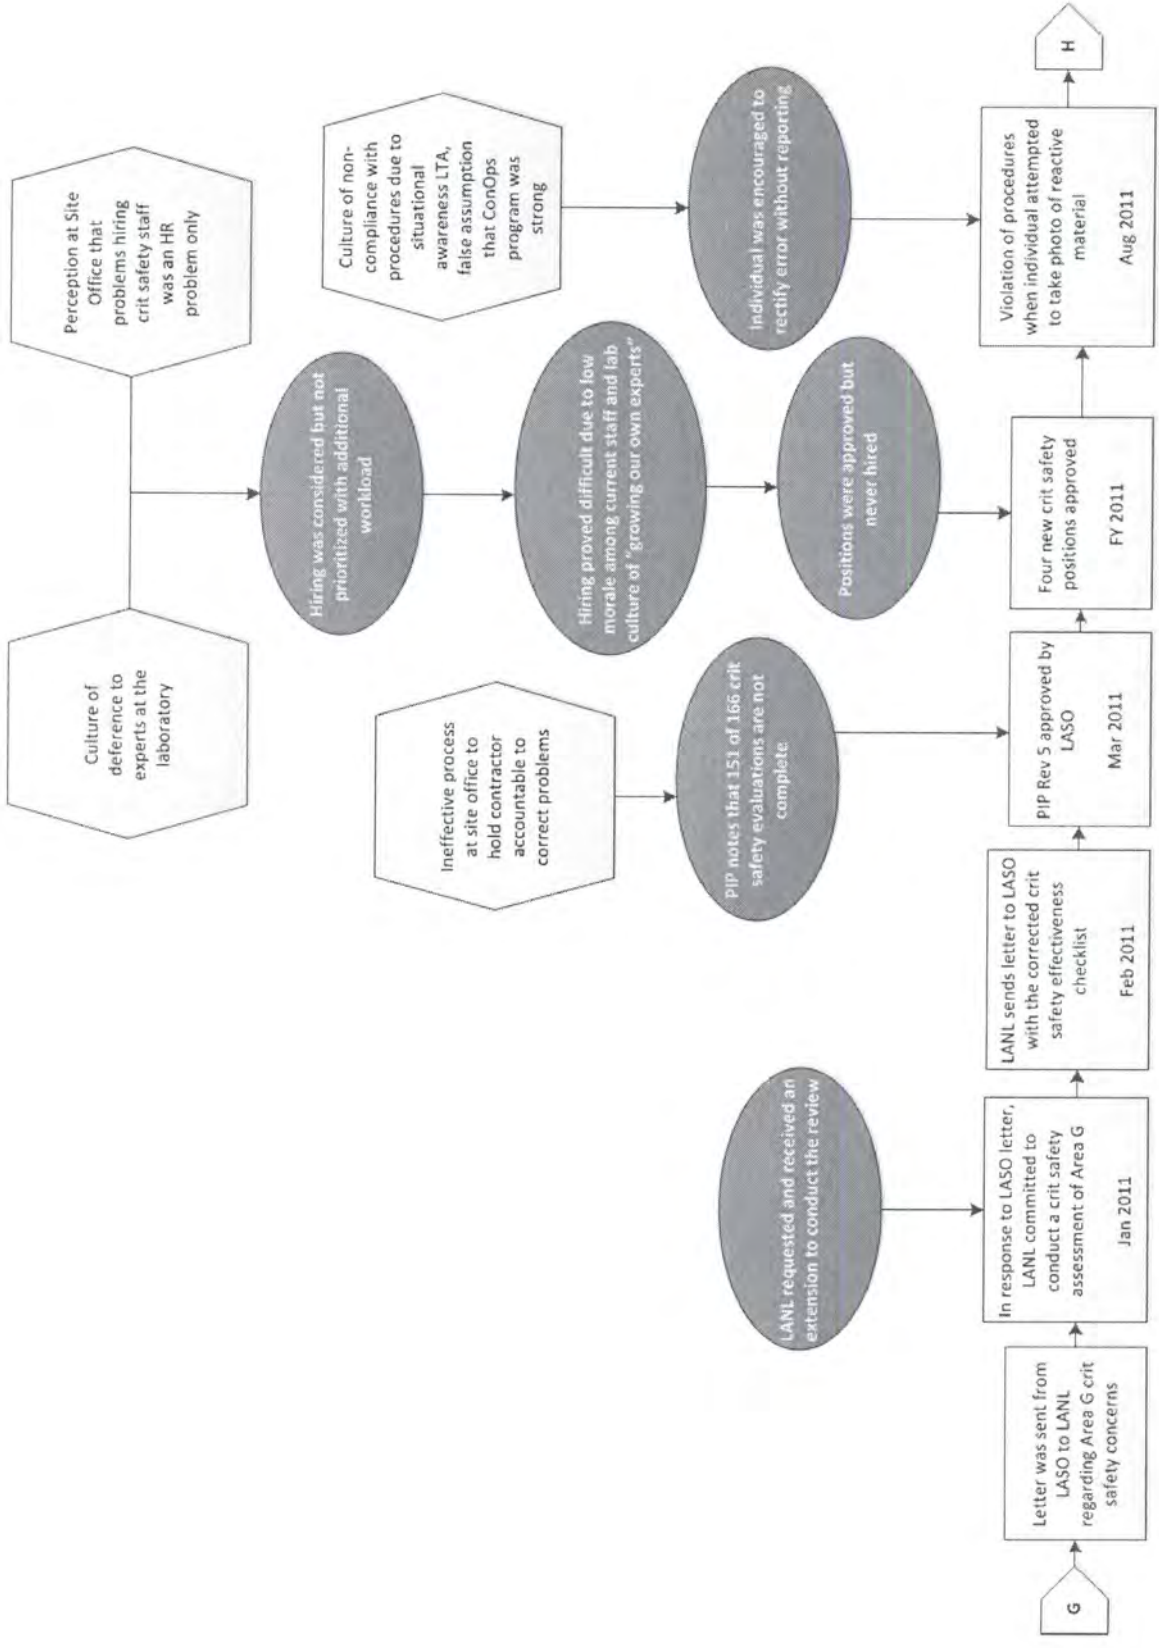 Culture of
deference to
experts at the
laboratory
Perception at Site
Office that
problems hiring
crit safety staff
was an HR
problem only
Hiring was considered but not
prioritized with additional
workload
Ineffective process
at site office to
hold contractor
accountable to
correct problems
Culture of non-
compliance with
procedures due to
situational
awareness LTA,
false assumption
that ConOps
program was
strong
Hiring proved difficult due to low
morale among current staff and lab
culture of "growing our own experts"
LANL requested and received an
extension to conduct the review
PIP notes that 151 of 166 crit
safety evaluations are not
complete
Positions were approved but
never hired
Individual was encouraged to
rectify error without reporting
G
Letter was sent from
LASO to LANL
regarding Area G crit
safety concerns
In response to LASO letter,
LANL committed to
conduct a crit safety
assessment of Area G
Jan 2011
LANL sends letter to LASO
with the corrected crit
safety effectiveness
checklist
Feb 2011
PIP Rev 5 approved by
LASO
Mar 2011
Four new crit safety
positions approved
FY 2011
Violation of procedures
when individual attempted
to take photo of reactive
material
Aug 2011
H